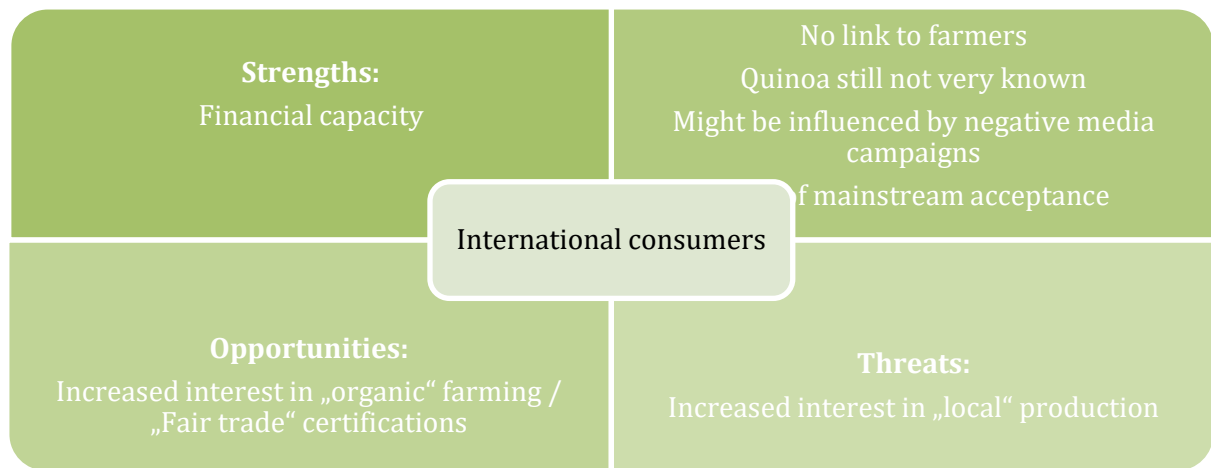 Strengths:
Financial capacity
No link to farmers
Quinoa still not very known
Might be influenced by negative media
campaigns
of mainstream acceptance
International consumers
Opportunities:
Increased interest in „organic“ farming /
„Fair trade“ certifications
Threats:
Increased interest in „local“ production